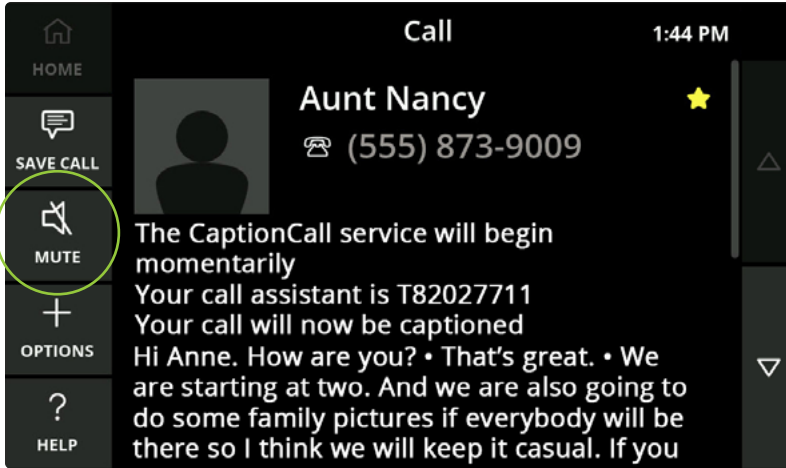 Call
1:44 PM
HOME
SAVE CALL
MUTE
+
OPTIONS
?
HELP
Aunt Nancy
(555) 873-9009
The CaptionCall service will begin
momentarily
Your call assistant is T82027711
Your call will now be captioned
Hi Anne. How are you? • That’s great. • We
are starting at two. And we are also going to
do some family pictures if everybody will be
there so I think we will keep it casual. If you